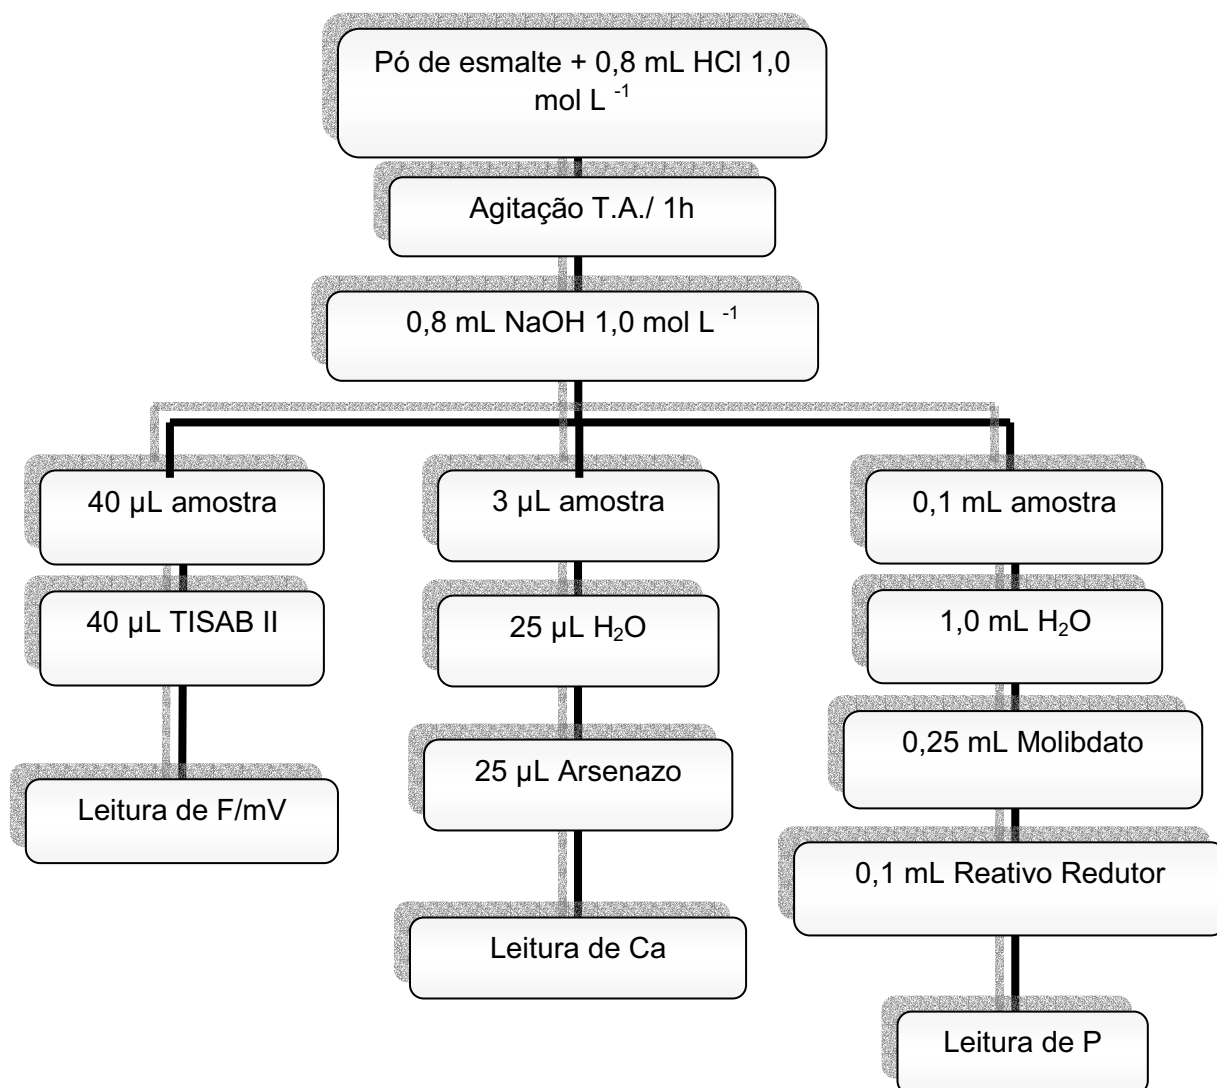 Pó de esmalte + 0,8 mL HCl 1,0
mol L ⁻¹
Agitação T.A./ 1h
0,8 mL NaOH 1,0 mol L ⁻¹
40 µL amostra
40 µL TISAB II
Leitura de F/mV
3 µL amostra
25 µL H₂O
25 µL Arsenazo
Leitura de Ca
0,1 mL amostra
1,0 mL H₂O
0,25 mL Molibdato
0,1 mL Reativo Redutor
Leitura de P